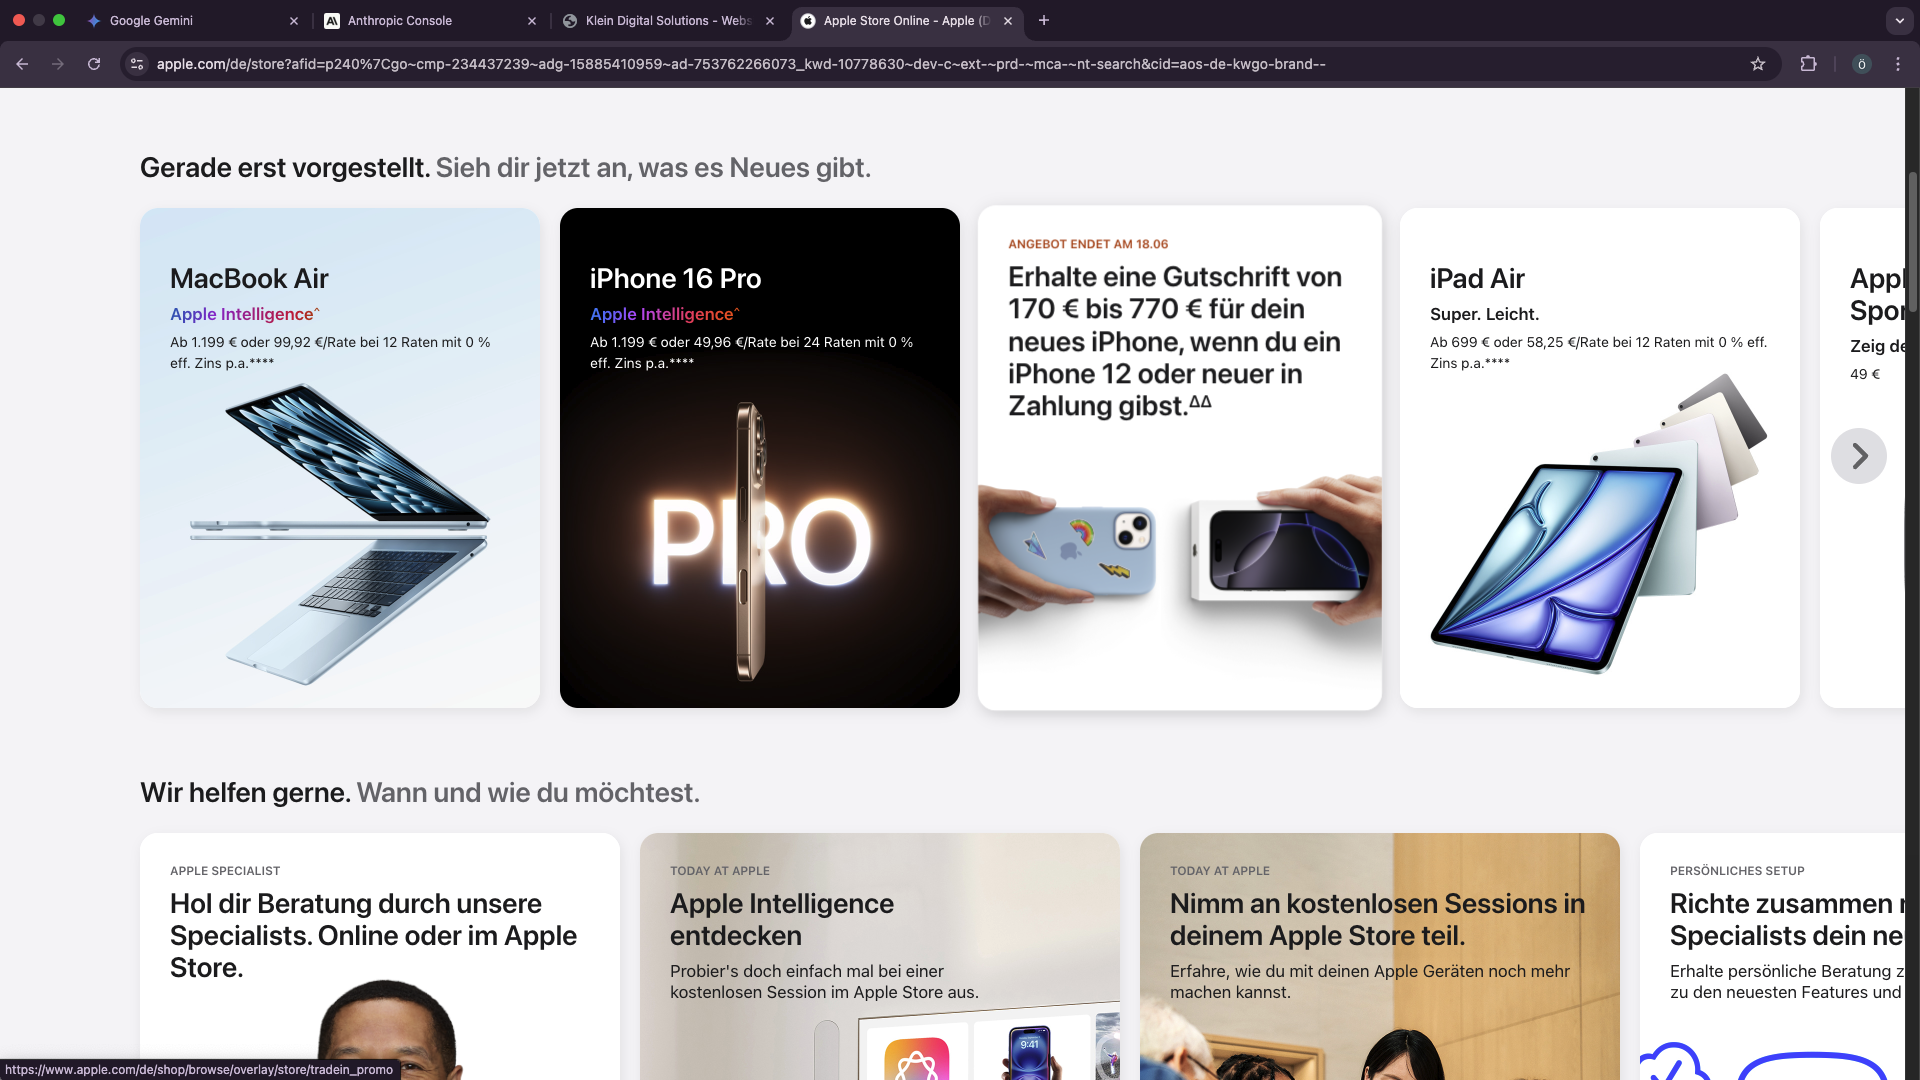 Google Gemini
Anthropic Console
Klein Digital Solutions - Webs
Apple Store Online - Apple (D
apple.com/de/store?afid=p240%7Cgo~cmp-234437239~adg-15885410959~ad-753762266073_kwd-10778630~dev-c~ext-~prd-~mca-~nt-search&cid=aos-de-kwgo-brand--
ö
Gerade erst vorgestellt. Sieh dir jetzt an, was es Neues gibt.
MacBook Air
Apple Intelligence^
Ab 1.199 € oder 99,92 €/Rate bei 12 Raten mit 0 %
eff. Zins p.a.****
iPhone 16 Pro
Apple Intelligence^
Ab 1.199 € oder 49,96 €/Rate bei 24 Raten mit 0 %
eff. Zins p.a.****
PRO
ANGEBOT ENDET AM 18.06
Erhalte eine Gutschrift von
170 € bis 770 € für dein
neues iPhone, wenn du ein
iPhone 12 oder neuer in
Zahlung gibst.ΔΔ
iPad Air
Super. Leicht.
Ab 699 € oder 58,25 €/Rate bei 12 Raten mit 0 % eff.
Zins p.a.****
Appl
Spor
Zeig de
49 €
Wir helfen gerne. Wann und wie du möchtest.
APPLE SPECIALIST
Hol dir Beratung durch unsere
Specialists. Online oder im Apple
Store.
TODAY AT APPLE
Apple Intelligence
entdecken
Probier's doch einfach mal bei einer
kostenlosen Session im Apple Store aus.
9:41
TODAY AT APPLE
Nimm an kostenlosen Sessions in
deinem Apple Store teil.
Erfahre, wie du mit deinen Apple Geräten noch mehr
machen kannst.
PERSÖNLICHES SETUP
Richte zusammen
Specialists dein ne
Erhalte persönliche Beratung z
zu den neuesten Features und
https://www.apple.com/de/shop/browse/overlay/store/tradein_promo